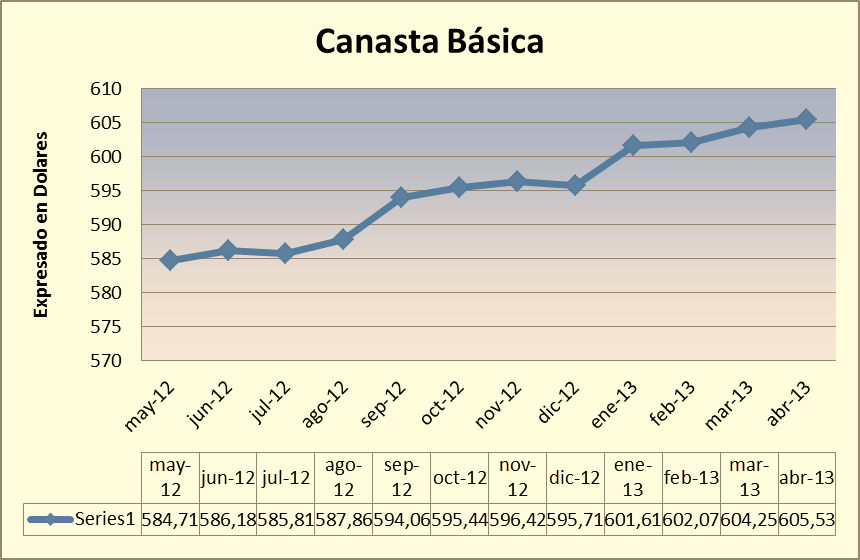 Canasta Básica
Expresado en Dolares
610
605
600
595
590
585
580
575
570
may-12 jun-12 jul-12 ago-12 sep-12 oct-12 nov-12 dic-12 ene-13 feb-13 mar-13 abr-13
may-12 jun-12 jul-12 ago-12 sep-12 oct-12 nov-12 dic-12 ene-13 feb-13 mar-13 abr-13
Series1 584,71 586,18 585,81 587,86 594,06 595,44 596,42 595,71 601,61 602,07 604,25 605,53